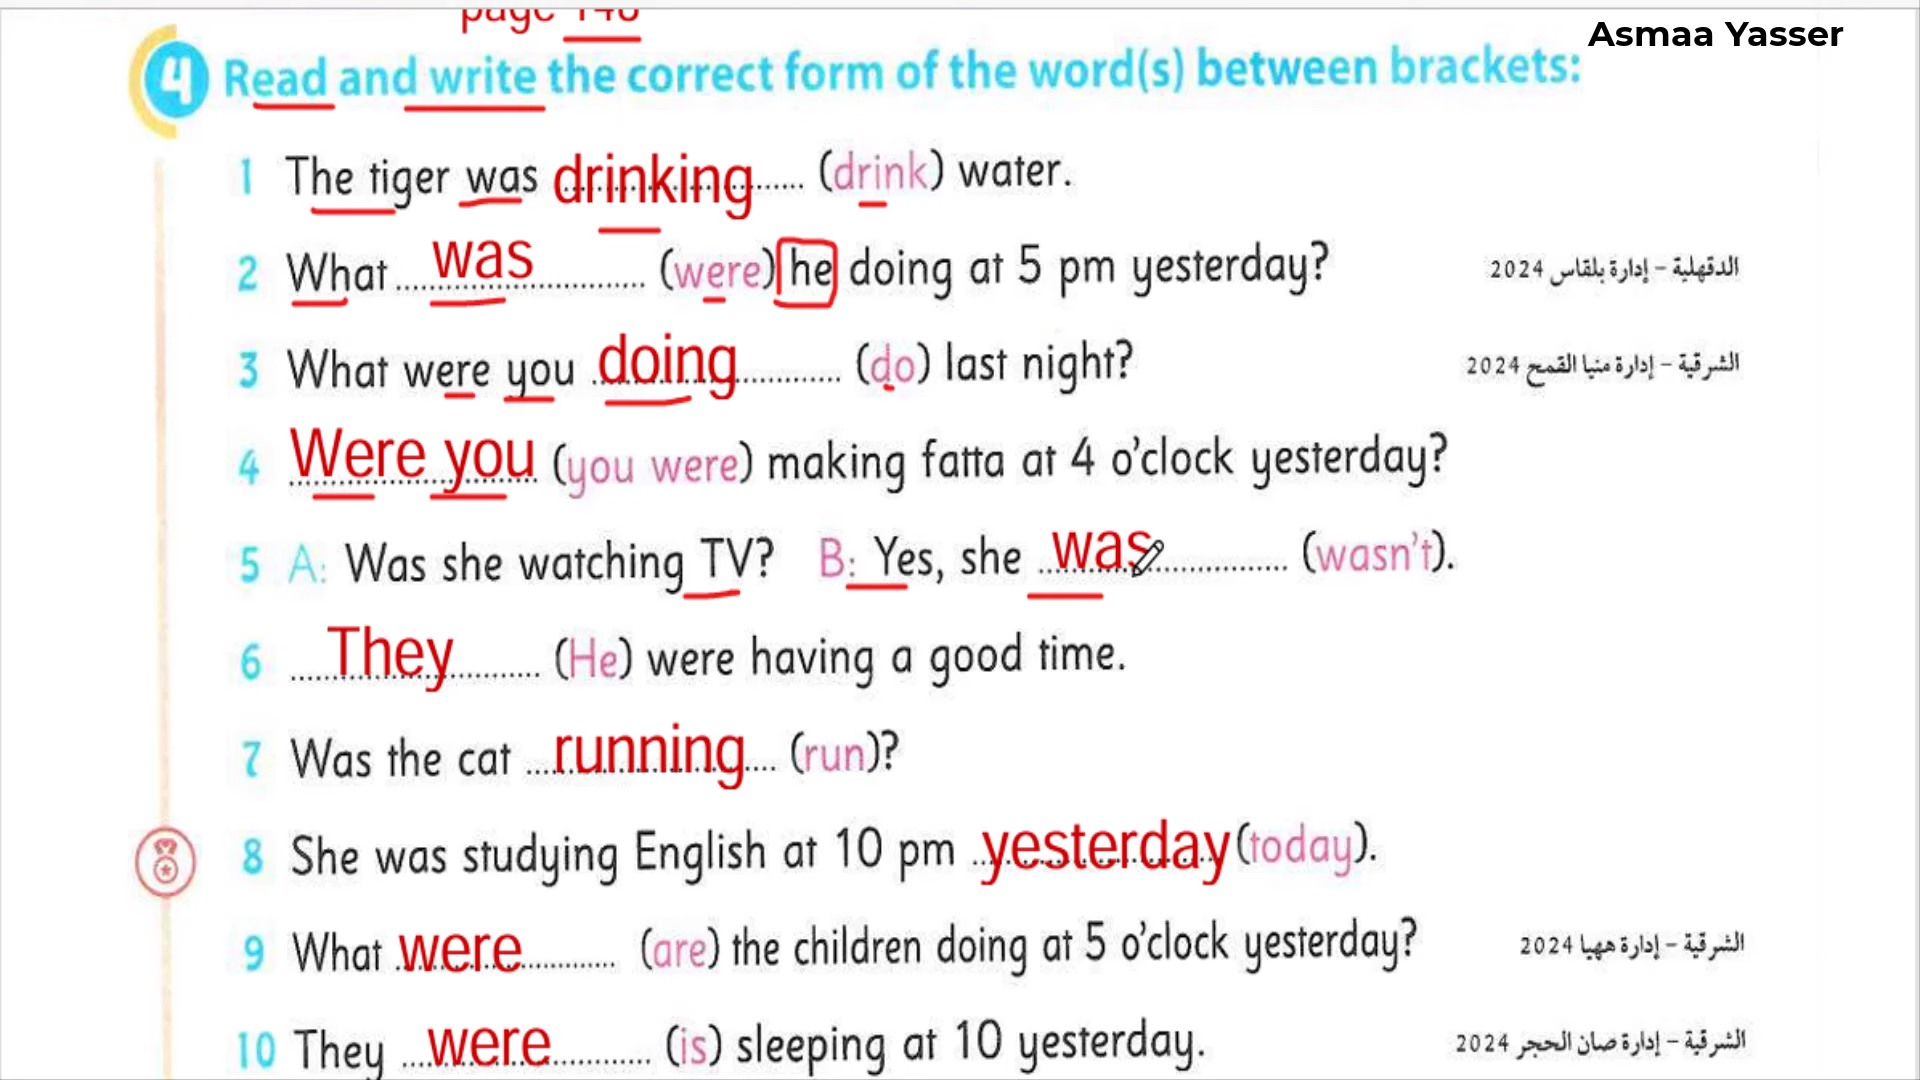 page 148
Asmaa Yasser
4 Read and write the correct form of the word(s) between brackets:
1 The tiger was drinking (drink) water.
2 What was (were) he doing at 5 pm yesterday? الدقهلية - إدارة بلقاس 2024
3 What were you doing (do) last night? الشرقية - إدارة منيا القمح 2024
4 Were you (you were) making fatta at 4 o'clock yesterday?
5 A: Was she watching TV? B: Yes, she was (wasn't).
6 They (He) were having a good time.
7 Was the cat running (run)?
8 She was studying English at 10 pm yesterday (today).
9 What were (are) the children doing at 5 o'clock yesterday? الشرقية - إدارة ههيا 2024
10 They were (is) sleeping at 10 yesterday. الشرقية - إدارة صان الحجر 2024